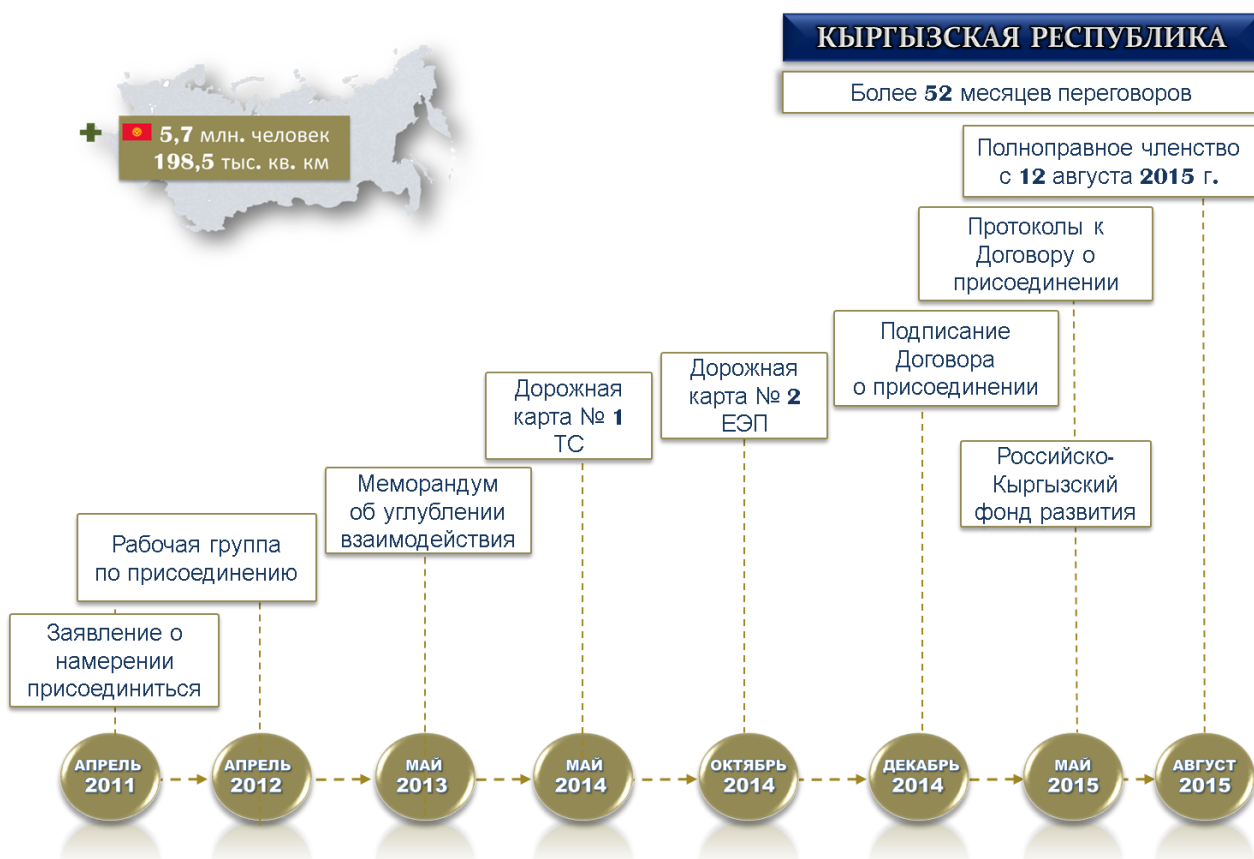 КЫРГЫЗСКАЯ РЕСПУБЛИКА
Более 52 месяцев переговоров
5,7 млн. человек
198,5 тыс. кв. км
Полноправное членство
с 12 августа 2015 г.
Протоколы к
Договору о
присоединении
Подписание
Договора
о присоединении
Дорожная
карта № 2
ЕЭП
Дорожная
карта № 1
ТС
Российско-
Кыргызский
фонд развития
Меморандум
об углублении
взаимодействия
Рабочая группа
по присоединению
Заявление о
намерении
присоединиться
АПРЕЛЬ
2011
АПРЕЛЬ
2012
МАЙ
2013
МАЙ
2014
ОКТЯБРЬ
2014
ДЕКАБРЬ
2014
МАЙ
2015
АВГУСТ
2015